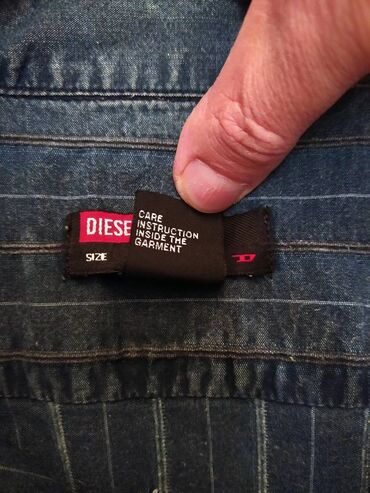 DIESE
SIZE
CARE
INSTRUCTION
INSIDE THE
GARMENT